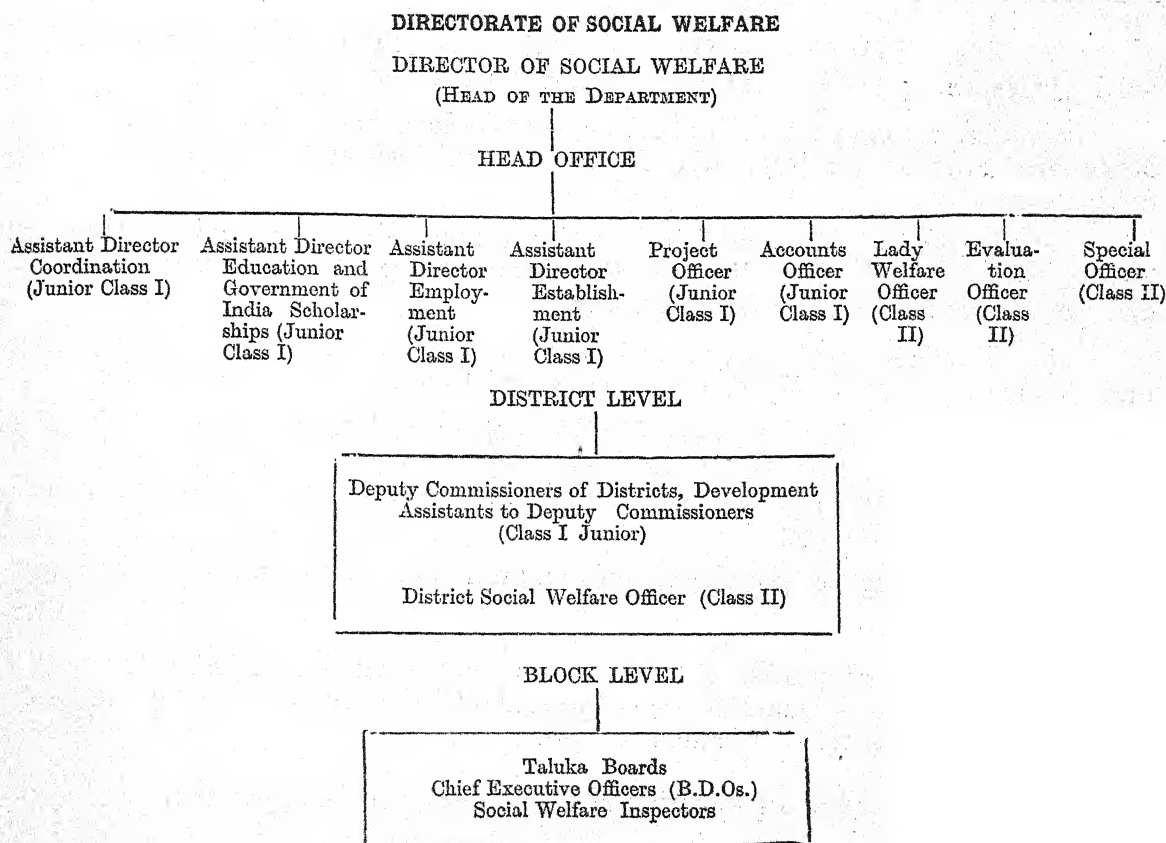 DIRECTORATE OF SOCIAL WELFARE
DIRECTOR OF SOCIAL WELFARE
(HEAD OF THE DEPARTMENT)
HEAD OFFICE
Assistant Director
Coordination
(Junior Class I)
Assistant Director
Education and
Government of
India Scholar-
ships (Junior
Class I)
Assistant
Director
Employ-
ment
(Junior
Class I)
Assistant
Director
Establish-
ment
(Junior
Class I)
Project
Officer
(Junior
Class I)
Accounts
Officer
(Junior
Class I)
Lady
Welfare
Officer
(Class
II)
Evalua-
tion
Officer
(Class
II)
Special
Officer
(Class II)
DISTRICT LEVEL
Deputy Commissioners of Districts, Development
Assistants to Deputy Commissioners
(Class I Junior)
District Social Welfare Officer (Class II)
BLOCK LEVEL
Taluka Boards
Chief Executive Officers (B.D.Os.)
Social Welfare Inspectors